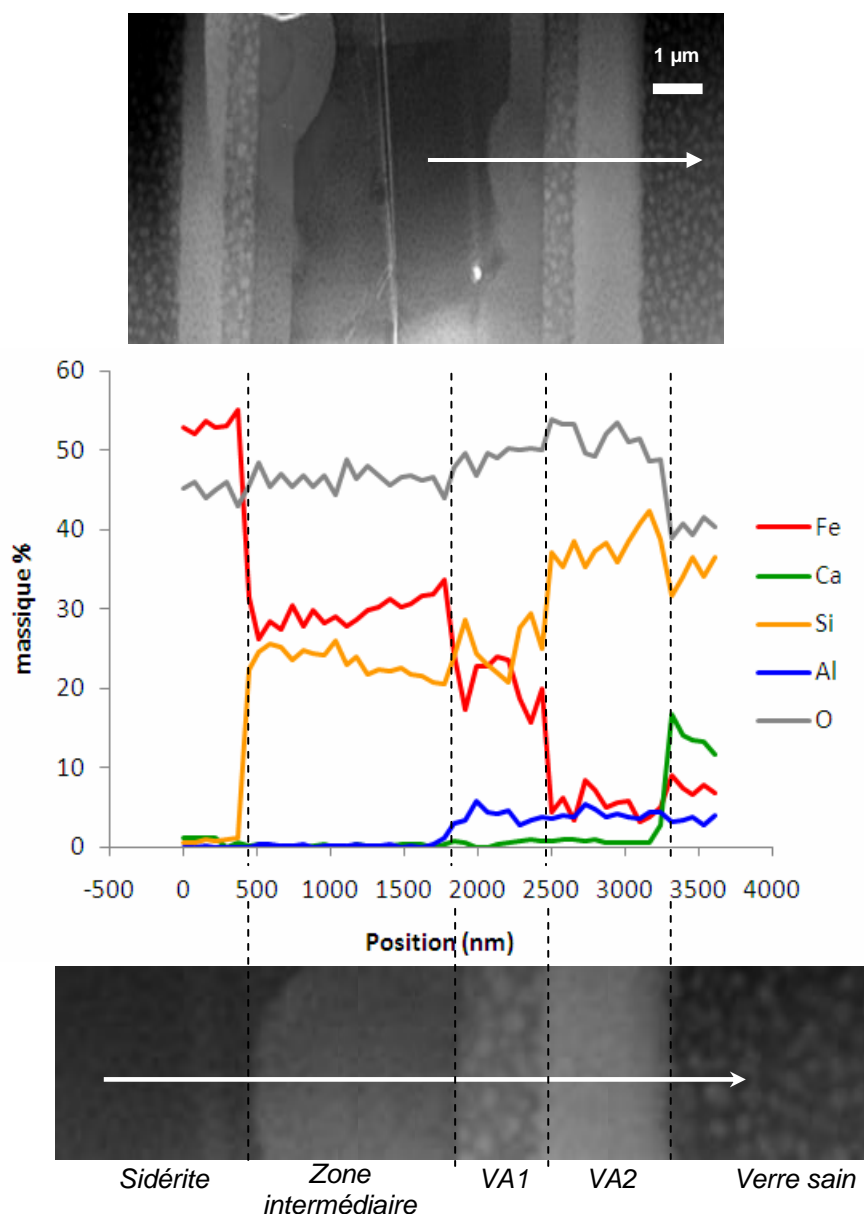 1 µm
60
50
40
30
20
10
0
massique %
-500 0 500 1000 1500 2000 2500 3000 3500 4000
Position (nm)
Fe
Ca
Si
Al
O
Sidérite
Zone
intermédiaire
VA1
VA2
Verre sain